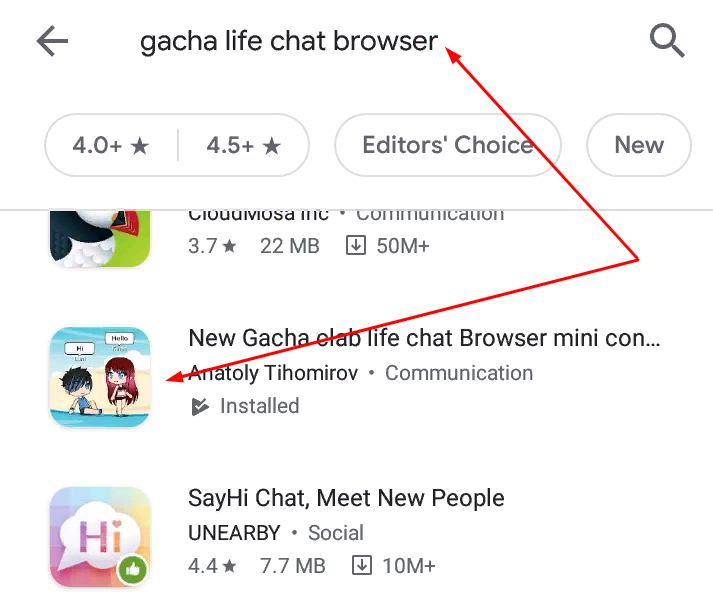 gacha life chat browser
4.0+ ★ 4.5+ ★ Editors' Choice New
CloudMosa Inc • Communication
3.7 ★ 22 MB 50M+
New Gacha clab life chat Browser mini con...
Anatoly Tihomirov • Communication
Installed
Hello
Hi
SayHi Chat, Meet New People
UNEARBY • Social
4.4 ★ 7.7 MB 10M+
Hi